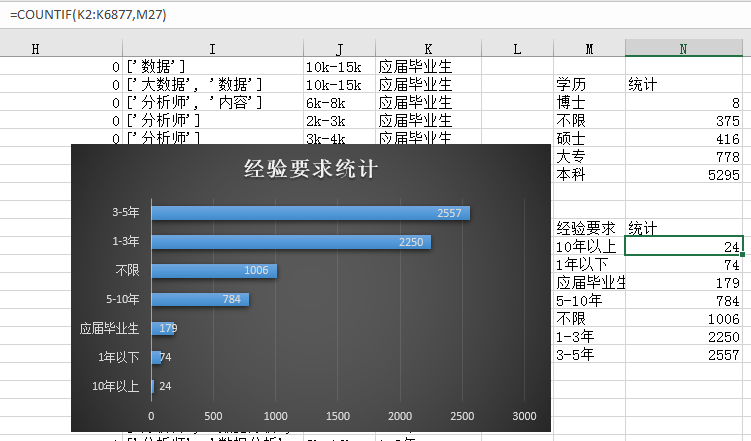 =COUNTIF(K2:K6877,M27)
H I J K L M N
0 ['数据'] 10k-15k 应届毕业生
0 ['大数据', '数据'] 10k-15k 应届毕业生 学历 统计
0 ['分析师', '内容'] 6k-8k 应届毕业生 博士 8
0 ['分析师'] 2k-3k 应届毕业生 不限 375
0 ['分析师'] 3k-4k 应届毕业生 硕士 416
大专 778
本科 5295
经验要求 统计
10年以上 24
1年以下 74
应届毕业生 179
5-10年 784
不限 1006
1-3年 2250
3-5年 2557
经验要求统计
3-5年 2557
1-3年 2250
不限 1006
5-10年 784
应届毕业生 179
1年以下 74
10年以上 24
0 500 1000 1500 2000 2500 3000